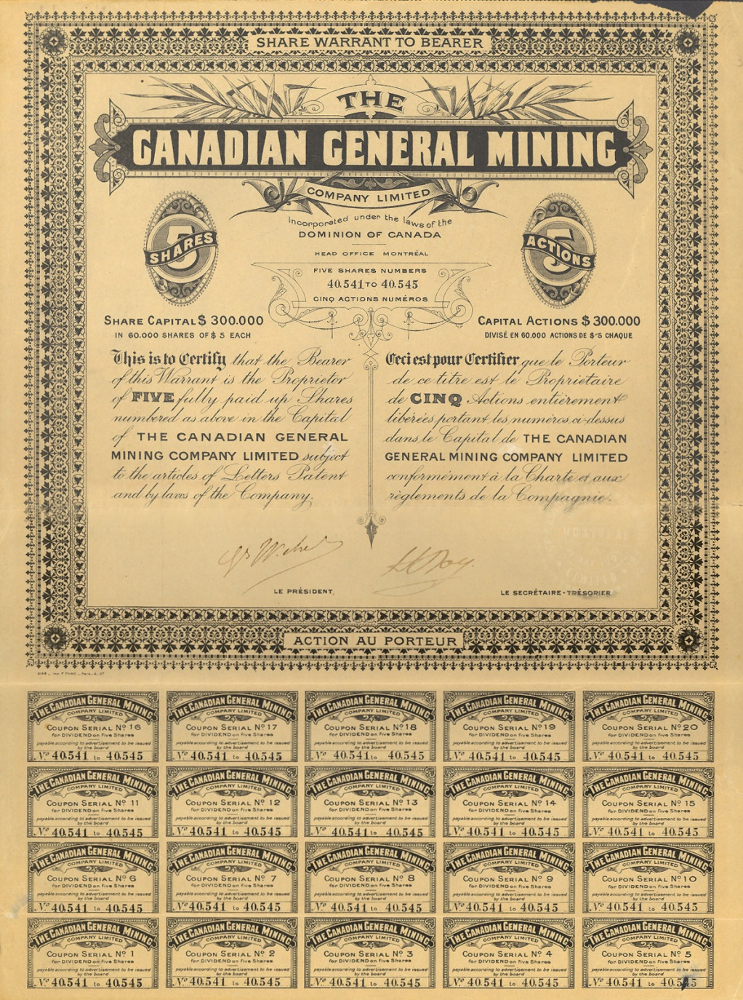 SHARE WARRANT TO BEARER
THE
CANADIAN GENERAL MINING
COMPANY LIMITED
Incorporated under the laws of the
DOMINION OF CANADA
HEAD OFFICE MONTRÉAL
5 SHARES
5 ACTIONS
FIVE SHARES NUMBERS
40.541 TO 40.545
CINQ ACTIONS NUMÉROS
SHARE CAPITAL $ 300.000
IN 60.000 SHARES OF $ 5 EACH
CAPITAL ACTIONS $ 300.000
DIVISÉ EN 60.000 ACTIONS DE $ 5 CHAQUE
This is to Certify that the Bearer
of this Warrant is the Proprietor
of FIVE fully paid up Shares
numbered as above in the Capital
of THE CANADIAN GENERAL
MINING COMPANY LIMITED subject
to the articles of Letters Patent
and by laws of the Company.
Ceci est pour Certifier que le Porteur
de ce titre est le Propriétaire
de CINQ Actions entièrement
libérées portant les numéros ci-dessus
dans le Capital de THE CANADIAN
GENERAL MINING COMPANY LIMITED
conformément à la Charte et aux
règlements de la Compagnie.
LE PRÉSIDENT,
LE SECRÉTAIRE-TRÉSORIER
ACTION AU PORTEUR
THE CANADIAN GENERAL MINING
COMPANY LIMITED
COUPON SERIAL Nº 16
for DIVIDEND on five Shares
payable according to advertisement to be issued
by the board
Nº 40.541 to 40.545
THE CANADIAN GENERAL MINING
COMPANY LIMITED
COUPON SERIAL Nº 17
for DIVIDEND on five Shares
payable according to advertisement to be issued
by the board
Nº 40.541 to 40.545
THE CANADIAN GENERAL MINING
COMPANY LIMITED
COUPON SERIAL Nº 18
for DIVIDEND on five Shares
payable according to advertisement to be issued
by the board
Nº 40.541 to 40.545
THE CANADIAN GENERAL MINING
COMPANY LIMITED
COUPON SERIAL Nº 19
for DIVIDEND on five Shares
payable according to advertisement to be issued
by the board
Nº 40.541 to 40.545
THE CANADIAN GENERAL MINING
COMPANY LIMITED
COUPON SERIAL Nº 20
for DIVIDEND on five Shares
payable according to advertisement to be issued
by the board
Nº 40.541 to 40.545
THE CANADIAN GENERAL MINING
COMPANY LIMITED
COUPON SERIAL Nº 11
for DIVIDEND on five Shares
payable according to advertisement to be issued
by the board
Nº 40.541 to 40.545
THE CANADIAN GENERAL MINING
COMPANY LIMITED
COUPON SERIAL Nº 12
for DIVIDEND on five Shares
payable according to advertisement to be issued
by the board
Nº 40.541 to 40.545
THE CANADIAN GENERAL MINING
COMPANY LIMITED
COUPON SERIAL Nº 13
for DIVIDEND on five Shares
payable according to advertisement to be issued
by the board
Nº 40.541 to 40.545
THE CANADIAN GENERAL MINING
COMPANY LIMITED
COUPON SERIAL Nº 14
for DIVIDEND on five Shares
payable according to advertisement to be issued
by the board
Nº 40.541 to 40.545
THE CANADIAN GENERAL MINING
COMPANY LIMITED
COUPON SERIAL Nº 15
for DIVIDEND on five Shares
payable according to advertisement to be issued
by the board
Nº 40.541 to 40.545
THE CANADIAN GENERAL MINING
COMPANY LIMITED
COUPON SERIAL Nº 6
for DIVIDEND on five Shares
payable according to advertisement to be issued
by the board
Nº 40.541 to 40.545
THE CANADIAN GENERAL MINING
COMPANY LIMITED
COUPON SERIAL Nº 7
for DIVIDEND on five Shares
payable according to advertisement to be issued
by the board
Nº 40.541 to 40.545
THE CANADIAN GENERAL MINING
COMPANY LIMITED
COUPON SERIAL Nº 8
for DIVIDEND on five Shares
payable according to advertisement to be issued
by the board
Nº 40.541 to 40.545
THE CANADIAN GENERAL MINING
COMPANY LIMITED
COUPON SERIAL Nº 9
for DIVIDEND on five Shares
payable according to advertisement to be issued
by the board
Nº 40.541 to 40.545
THE CANADIAN GENERAL MINING
COMPANY LIMITED
COUPON SERIAL Nº 10
for DIVIDEND on five Shares
payable according to advertisement to be issued
by the board
Nº 40.541 to 40.545
THE CANADIAN GENERAL MINING
COMPANY LIMITED
COUPON SERIAL Nº 1
for DIVIDEND on five Shares
payable according to advertisement to be issued
by the board
Nº 40.541 to 40.545
THE CANADIAN GENERAL MINING
COMPANY LIMITED
COUPON SERIAL Nº 2
for DIVIDEND on five Shares
payable according to advertisement to be issued
by the board
Nº 40.541 to 40.545
THE CANADIAN GENERAL MINING
COMPANY LIMITED
COUPON SERIAL Nº 3
for DIVIDEND on five Shares
payable according to advertisement to be issued
by the board
Nº 40.541 to 40.545
THE CANADIAN GENERAL MINING
COMPANY LIMITED
COUPON SERIAL Nº 4
for DIVIDEND on five Shares
payable according to advertisement to be issued
by the board
Nº 40.541 to 40.545
THE CANADIAN GENERAL MINING
COMPANY LIMITED
COUPON SERIAL Nº 5
for DIVIDEND on five Shares
payable according to advertisement to be issued
by the board
Nº 40.541 to 40.545